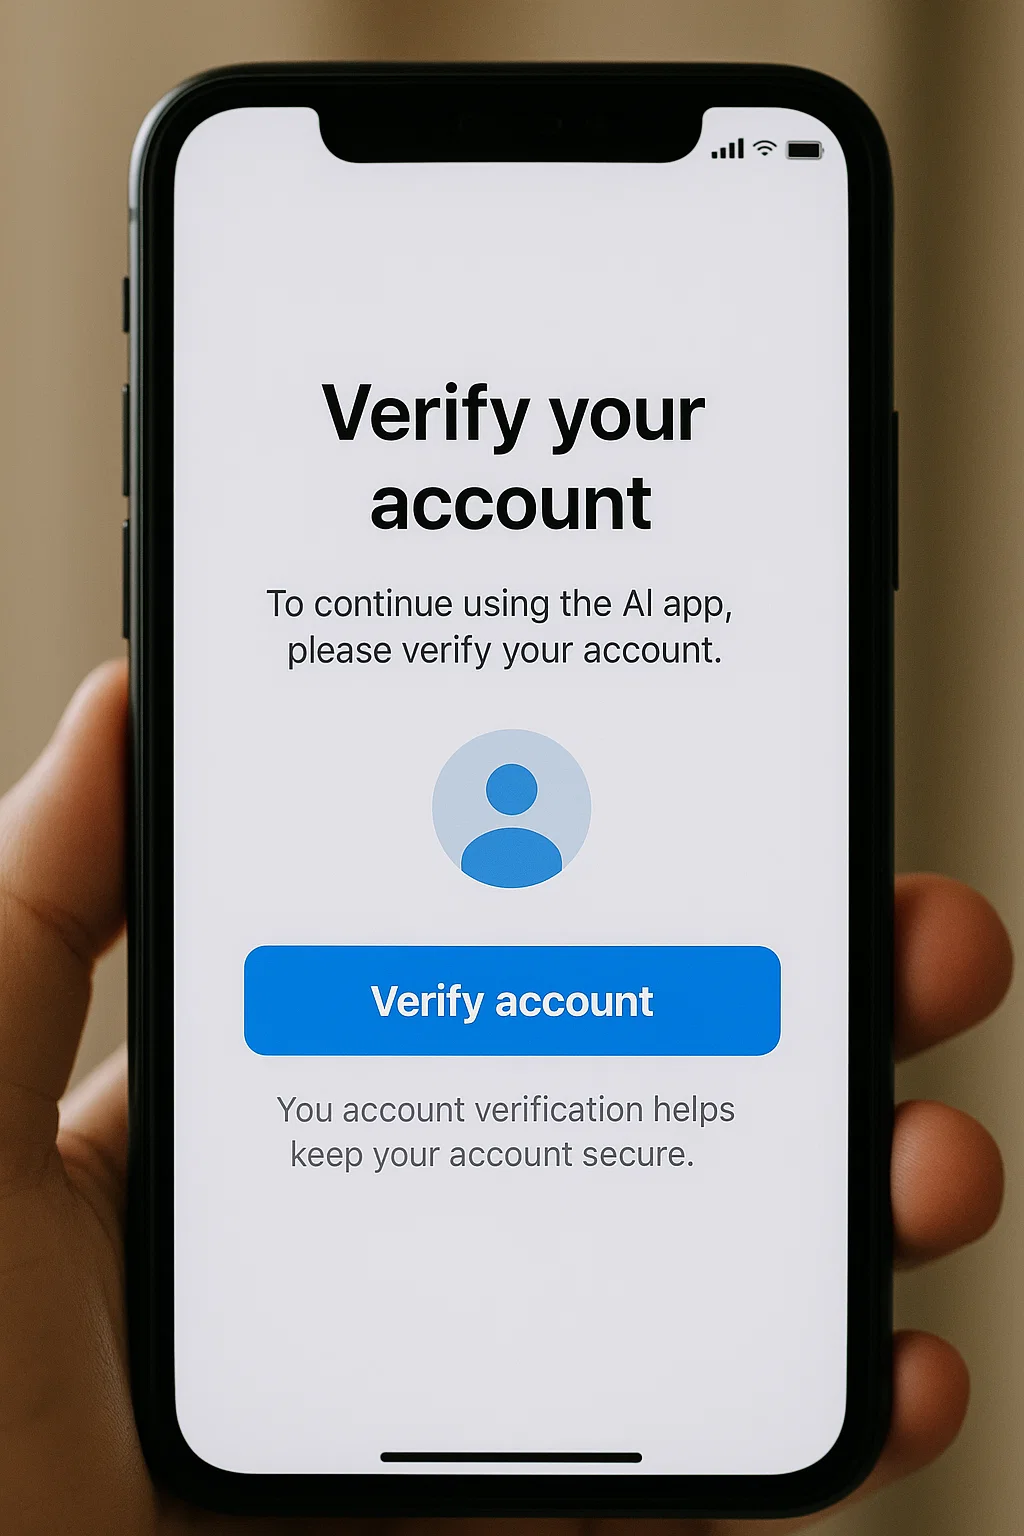 Verify your
account
To continue using the AI app,
please verify your account.
Verify account
You account verification helps
keep your account secure.